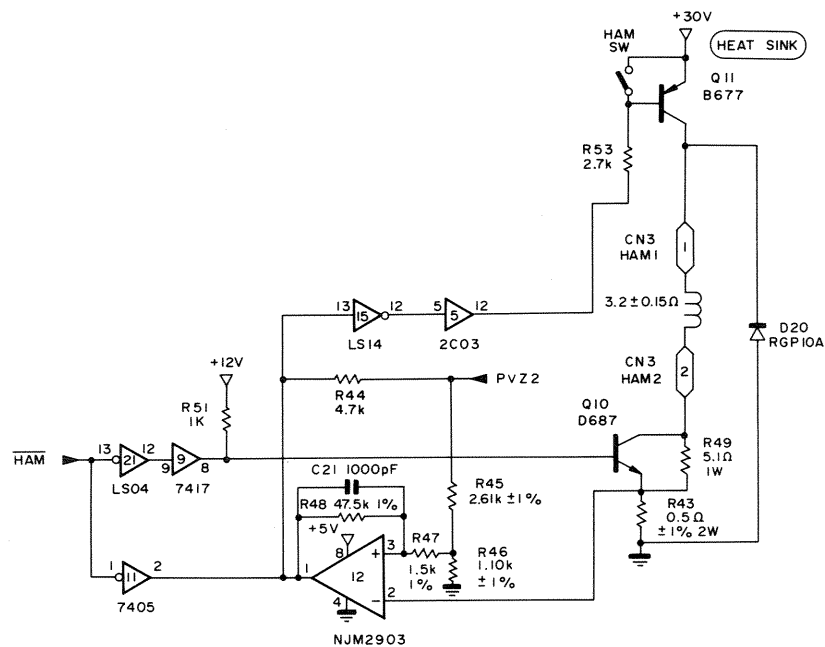 +30V
HEAT SINK
HAM
SW
Q11
B677
R53
2.7k
CN3
HAM1
1
3.2±0.15Ω
13
15
12
LS14
5
5
12
2C03
D20
RGP10A
CN3
HAM2
2
+12V
R51
1K
R44
4.7k
PVZ2
Q10
D687
HAM
13
21
12
LS04
9
9
8
7417
R49
5.1Ω
1W
C21 1000pF
R48 47.5k 1%
+5V
R45
2.61k ±1%
R43
0.5Ω
±1% 2W
R47
1.5k
1%
R46
1.10k
±1%
1
11
2
7405
8
3
+
1
12
-
2
4
NJM2903